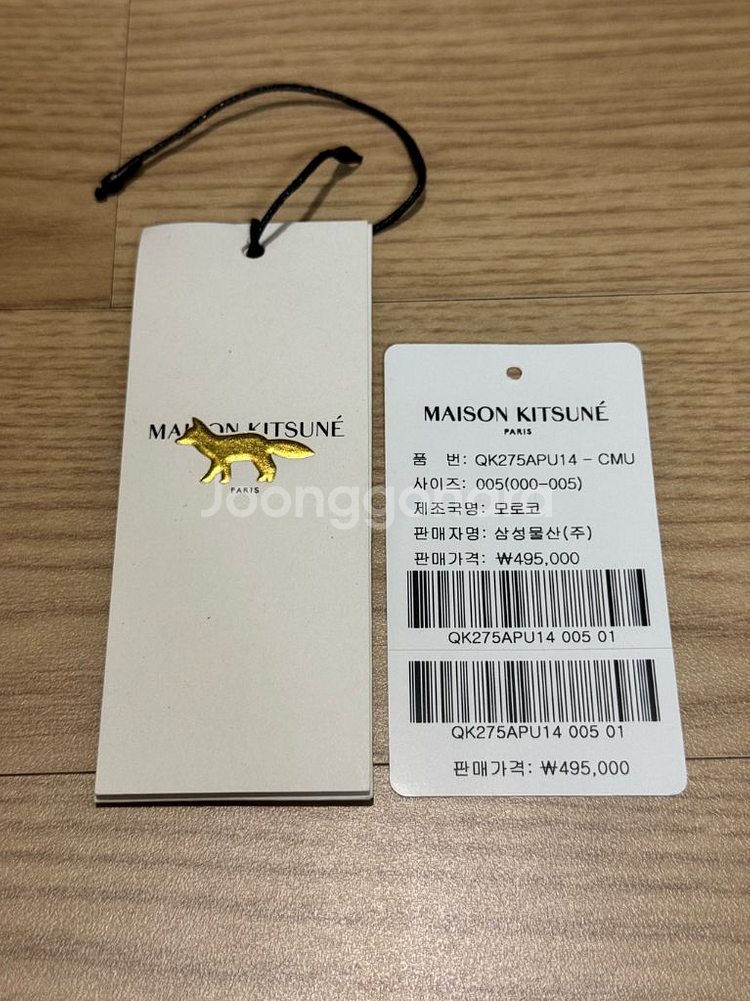 MAISON KITSUNÉ
PARIS
Joonggonara
MAISON KITSUNÉ
PARIS
품 번: QK275APU14 - CMU
사이즈: 005(000-005)
제조국명: 모로코
판매자명: 삼성물산(주)
판매가격: ₩495,000
QK275APU14 005 01
QK275APU14 005 01
판매가격: ₩495,000